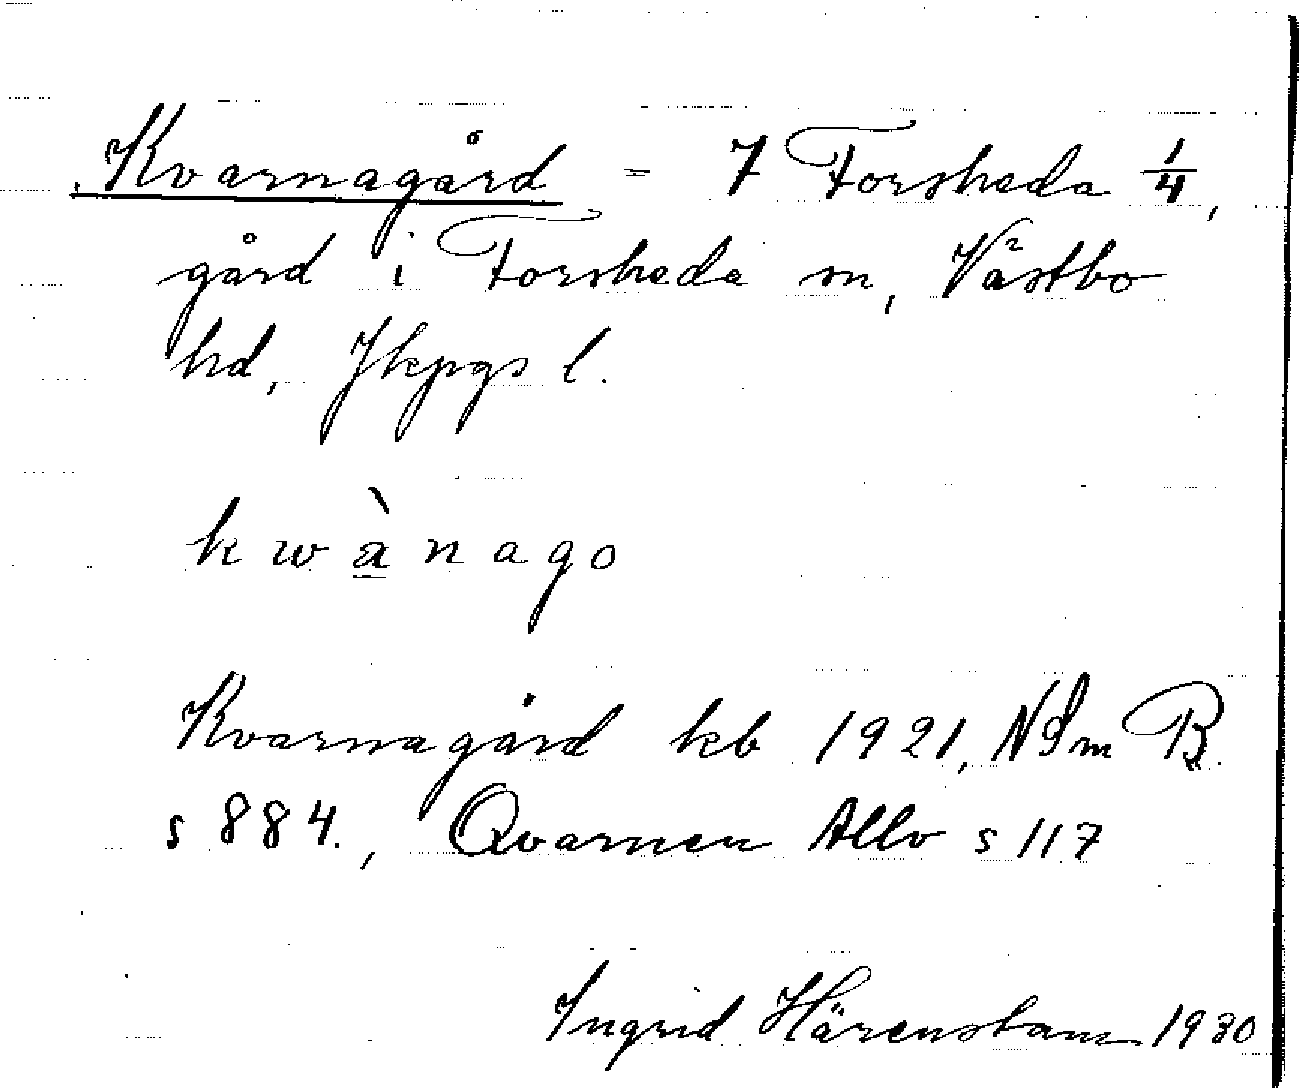 Kvarnagård = 7 Forsheda 1/4,
gård i Forsheda sn, Västbo
hd, Jkpgs l.
kwànago
Kvarnagård kb 1921, NSm B
s 884., Qvarnen Allv s 117
Ingrid Härenstam 1930